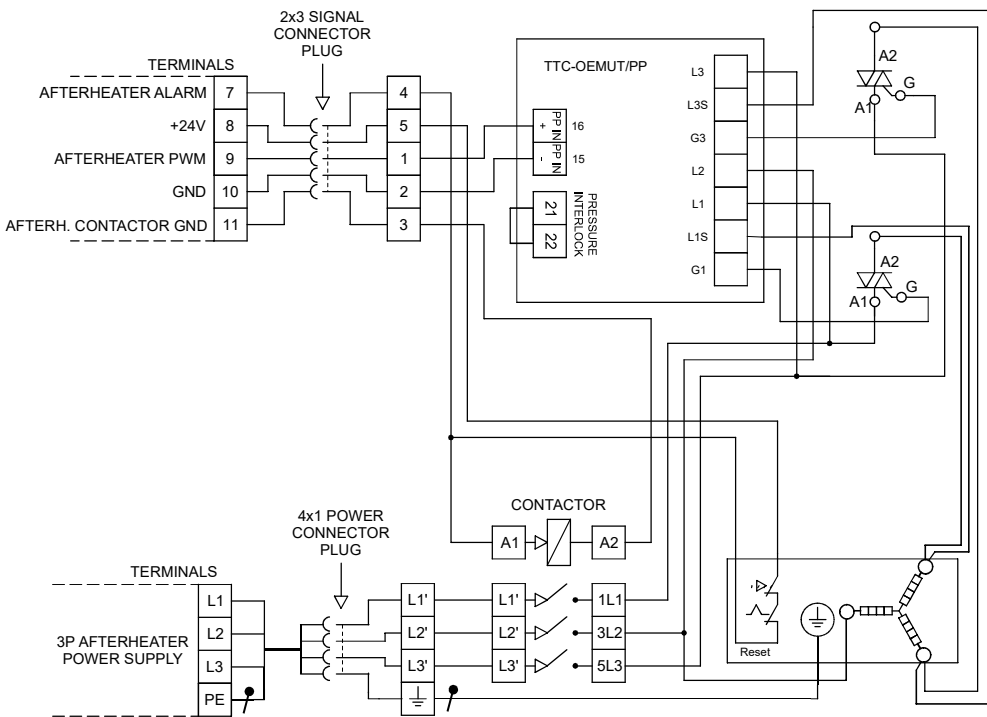 2x3 SIGNAL
CONNECTOR
PLUG
TERMINALS
AFTERHEATER ALARM 7
+24V 8
AFTERHEATER PWM 9
GND 10
AFTERH. CONTACTOR GND 11
4
5
1
2
3
TTC-OEMUT/PP
+ PP IN 16
- PP IN 15
21
22
PRESSURE
INTERLOCK
L3
L3S
G3
L2
L1
L1S
G1
A2
G
A1
A2
G
A1
CONTACTOR
A1
A2
4x1 POWER
CONNECTOR
PLUG
TERMINALS
3P AFTERHEATER
POWER SUPPLY
L1
L2
L3
PE
L1' L1' 1L1
L2' L2' 3L2
L3' L3' 5L3
Reset